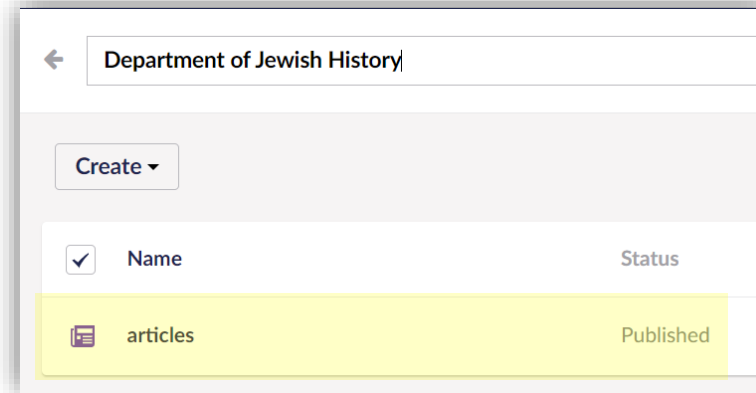 Department of Jewish History
Create
Name Status
articles Published